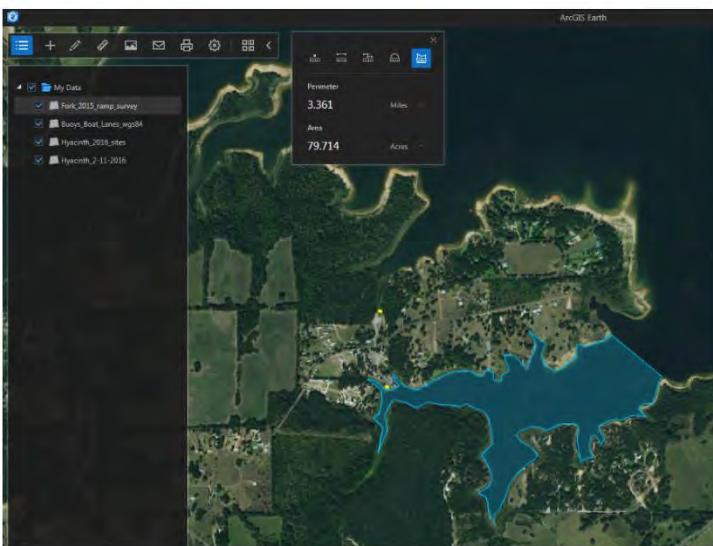 ArcGIS Earth
My Data
Fork_2015_ramp_survey
Buoys_Boat_Lanes_wgs84
Hyacinth_2016_sites
Hyacinth_2-11-2016
Perimeter
3.361 Miles
Area
79.714 Acres